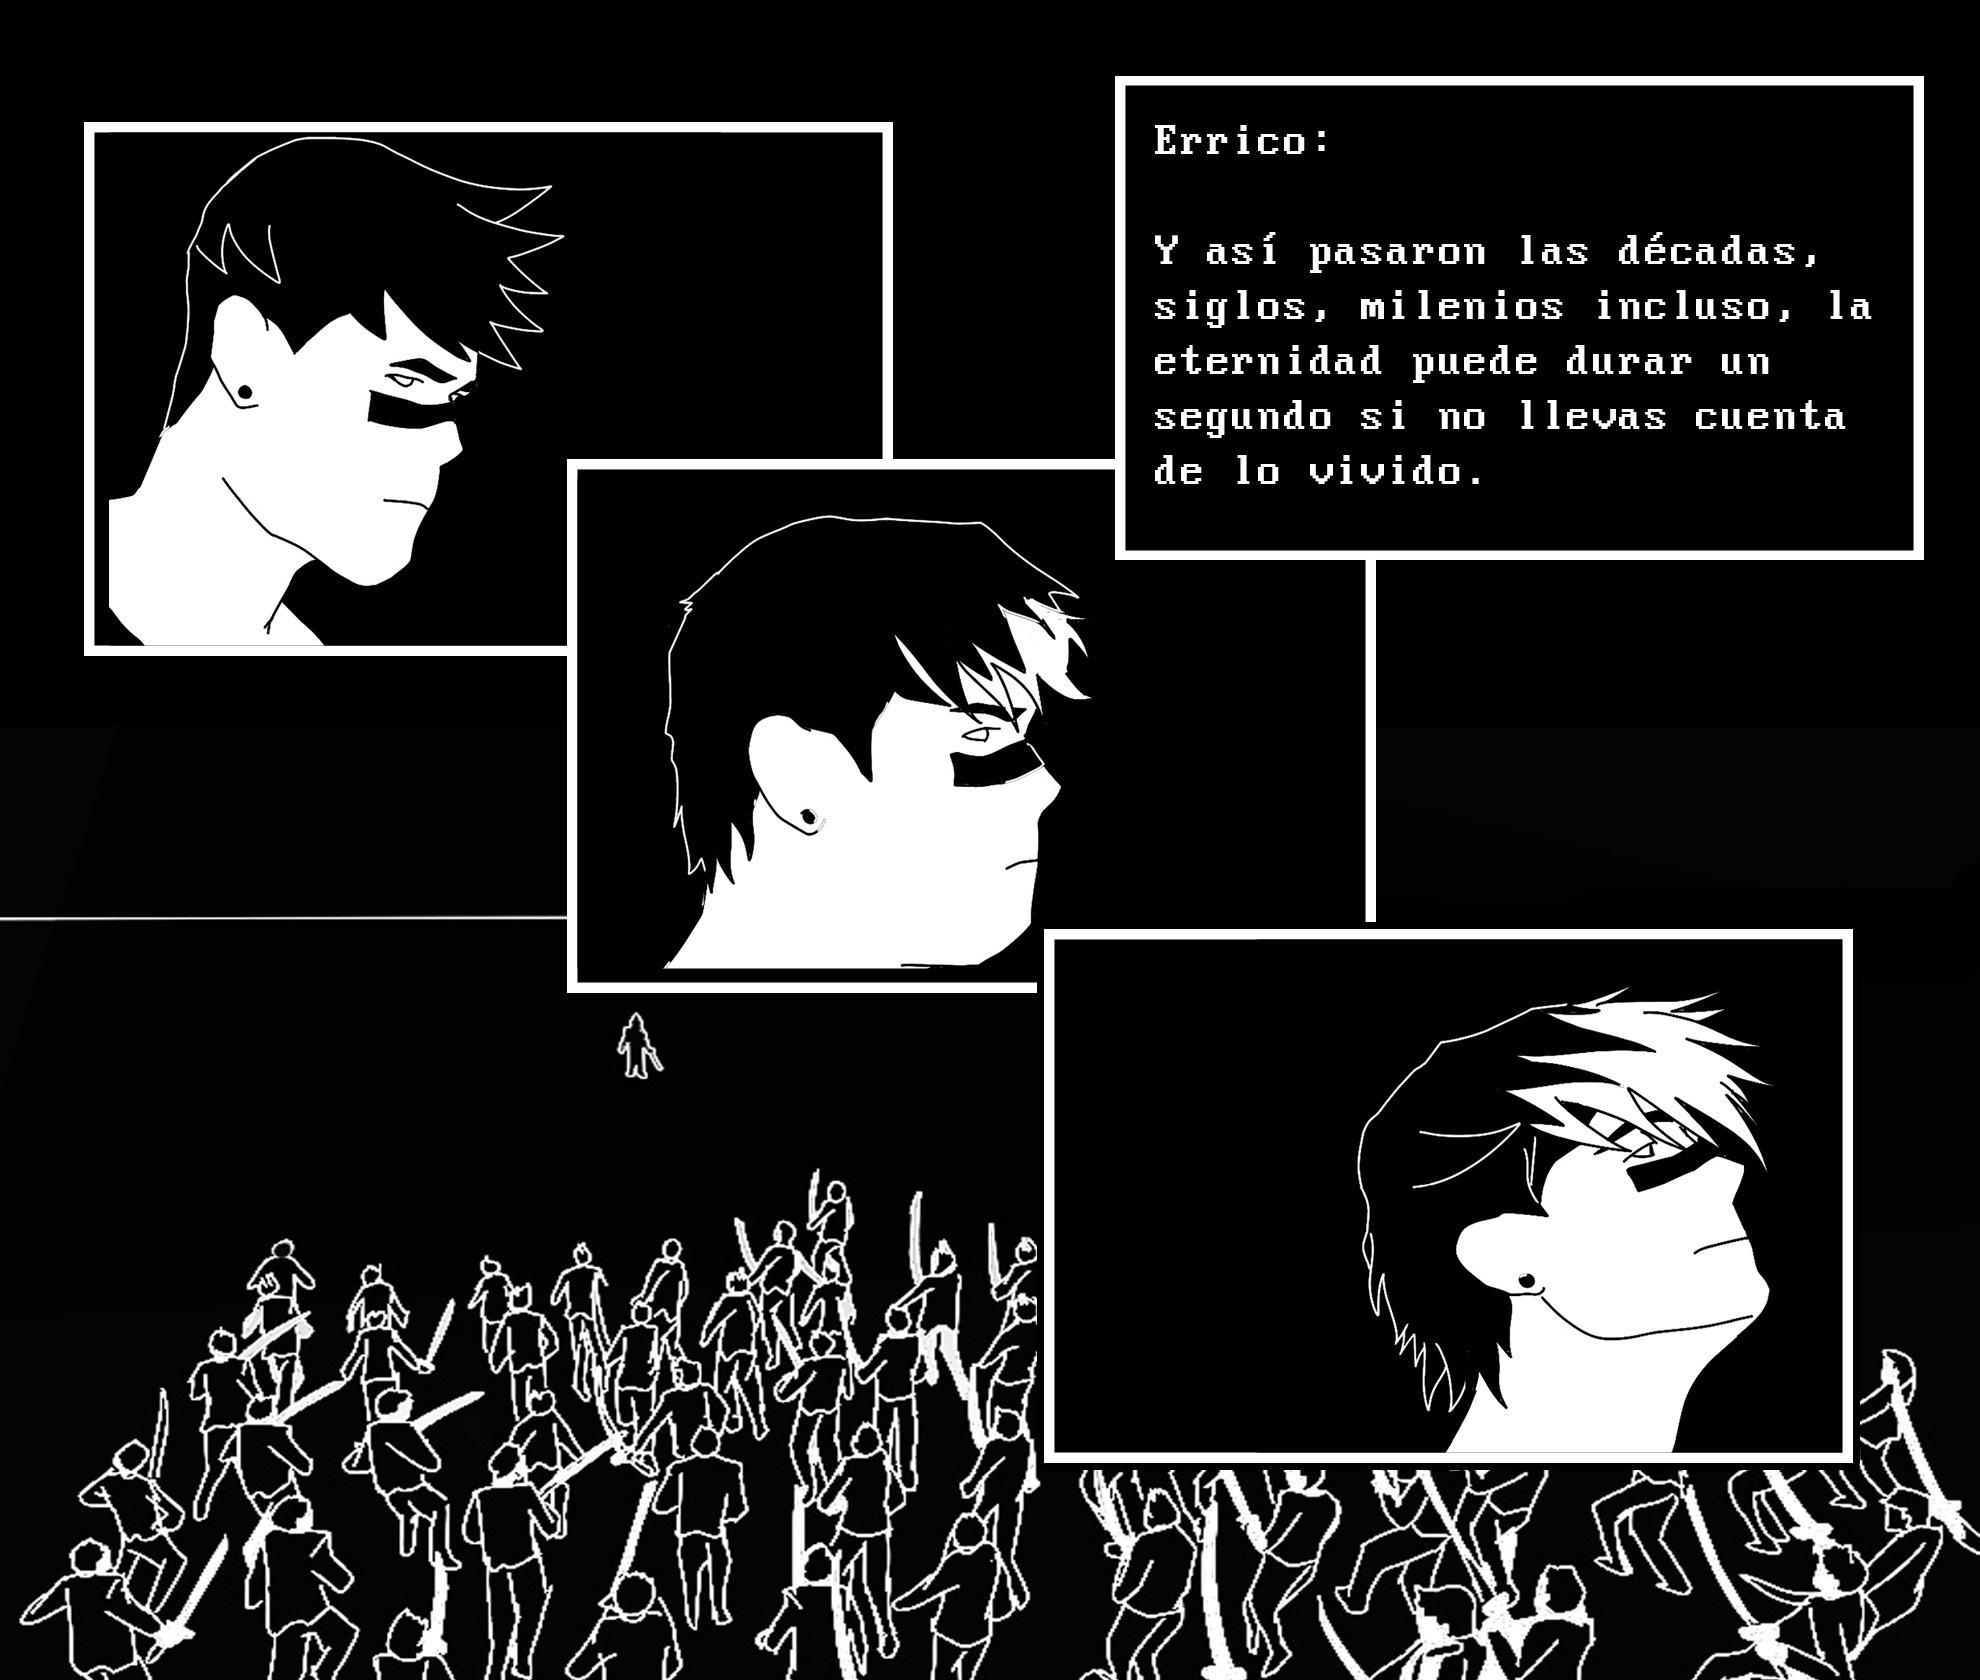 Errico:
Y así pasaron las décadas,
siglos, milenios incluso, la
eternidad puede durar un
segundo si no llevas cuenta
de lo vivido.